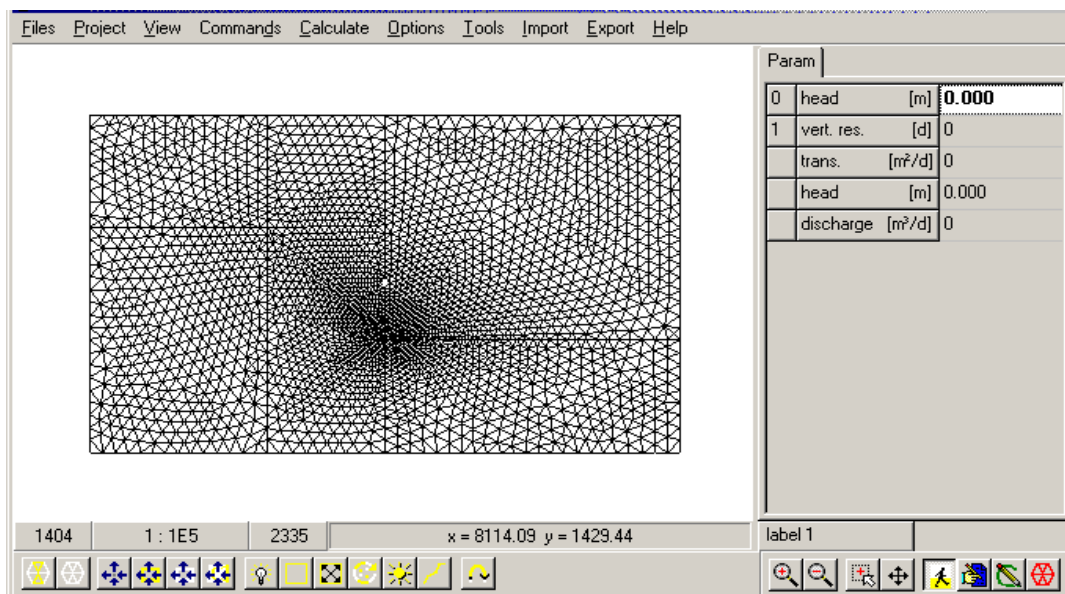 Files Project View Commands Calculate Options Tools Import Export Help
Param
0 head [m] 0.000
1 vert. res. [d] 0
trans. [m²/d] 0
head [m] 0.000
discharge [m³/d] 0
1404 1 : 1E5 2335 x = 8114.09 y = 1429.44 label 1